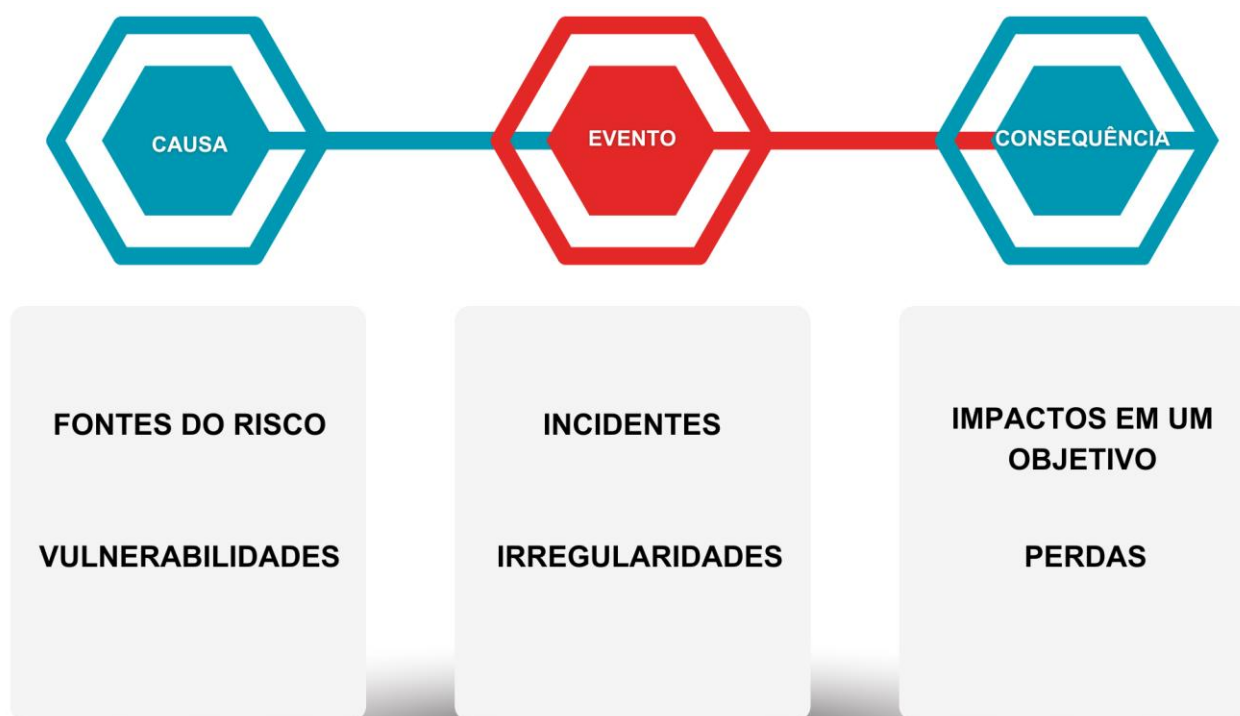 CAUSA
EVENTO
CONSEQUÊNCIA
FONTES DO RISCO
VULNERABILIDADES
INCIDENTES
IRREGULARIDADES
IMPACTOS EM UM
OBJETIVO
PERDAS